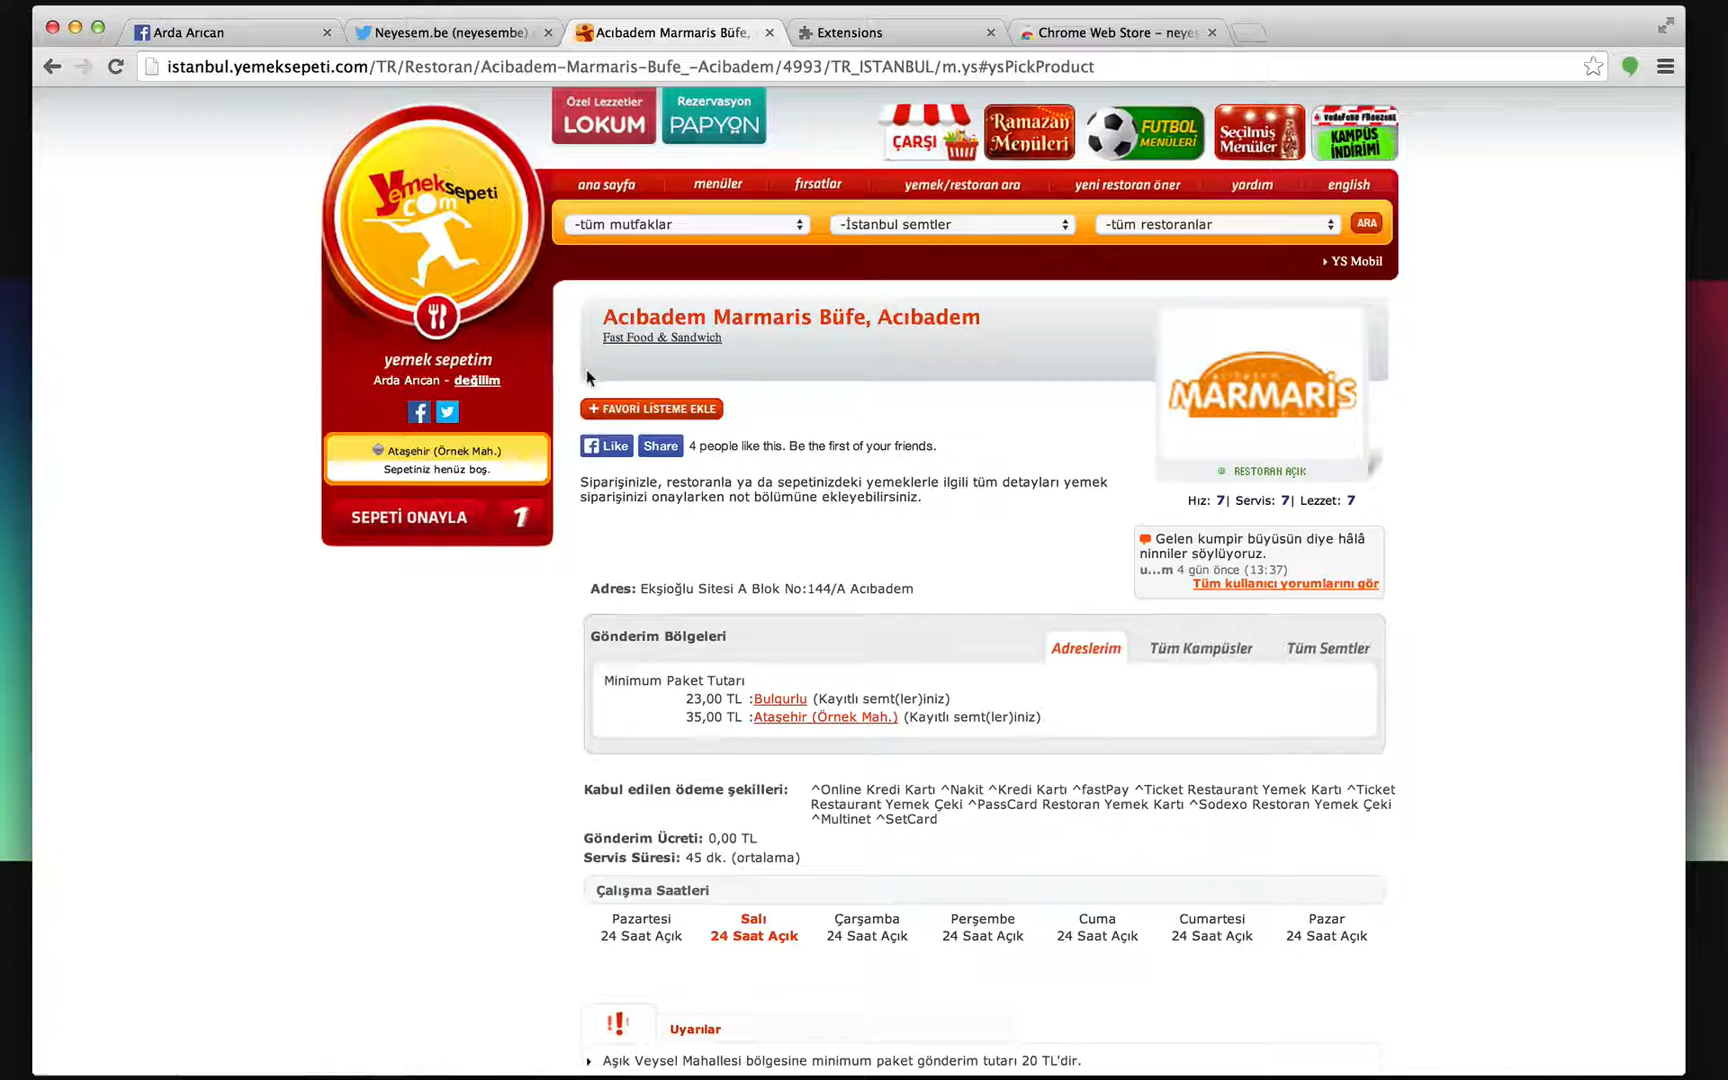 Arda Arıcan
Neyesem.be (neyesembe)
Acıbadem Marmaris Büfe,
Extensions
Chrome Web Store – neyes
istanbul.yemeksepeti.com/TR/Restoran/Acibadem-Marmaris-Bufe_-Acibadem/4993/TR_ISTANBUL/m.ys#ysPickProduct
Özel Lezzetler
LOKUM
Rezervasyon
PAPYON
ÇARŞI
Ramazan
Menüleri
FUTBOL
MENÜLERİ
Seçilmiş
Menüler
Vodafone FReeZone
KAMPÜS
İNDİRİMİ
Yemeksepeti
com
ana sayfa menüler fırsatlar yemek/restoran ara yeni restoran öner yardım english
-tüm mutfaklar -İstanbul semtler -tüm restoranlar ARA
YS Mobil
yemek sepetim
Arda Arıcan - değilim
Ataşehir (Örnek Mah.)
Sepetiniz henüz boş.
SEPETİ ONAYLA 1
Acıbadem Marmaris Büfe, Acıbadem
Fast Food & Sandwich
acıbadem
MARMARİS
RESTORAN AÇIK
Hız: 7| Servis: 7| Lezzet: 7
+ FAVORİ LİSTEME EKLE
Like Share 4 people like this. Be the first of your friends.
Siparişinizle, restoranla ya da sepetinizdeki yemeklerle ilgili tüm detayları yemek
siparişinizi onaylarken not bölümüne ekleyebilirsiniz.
Gelen kumpir büyüsün diye hâlâ
ninniler söylüyoruz.
u...m 4 gün önce (13:37)
Tüm kullanıcı yorumlarını gör
Adres: Ekşioğlu Sitesi A Blok No:144/A Acıbadem
Gönderim Bölgeleri
Adreslerim Tüm Kampüsler Tüm Semtler
Minimum Paket Tutarı
23,00 TL :Bulgurlu (Kayıtlı semt(ler)iniz)
35,00 TL :Ataşehir (Örnek Mah.) (Kayıtlı semt(ler)iniz)
Kabul edilen ödeme şekilleri: ^Online Kredi Kartı ^Nakit ^Kredi Kartı ^fastPay ^Ticket Restaurant Yemek Kartı ^Ticket
Restaurant Yemek Çeki ^PassCard Restoran Yemek Kartı ^Sodexo Restoran Yemek Çeki
^Multinet ^SetCard
Gönderim Ücreti: 0,00 TL
Servis Süresi: 45 dk. (ortalama)
Çalışma Saatleri
Pazartesi Salı Çarşamba Perşembe Cuma Cumartesi Pazar
24 Saat Açık 24 Saat Açık 24 Saat Açık 24 Saat Açık 24 Saat Açık 24 Saat Açık 24 Saat Açık
Uyarılar
Aşık Veysel Mahallesi bölgesine minimum paket gönderim tutarı 20 TL'dir.